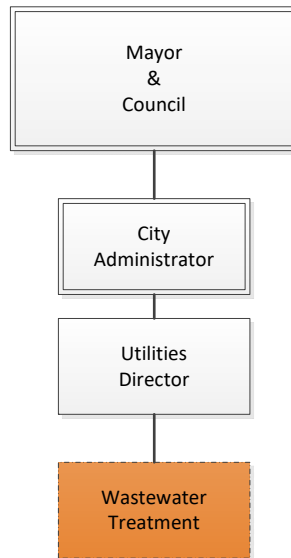 Mayor
&
Council
City
Administrator
Utilities
Director
Wastewater
Treatment